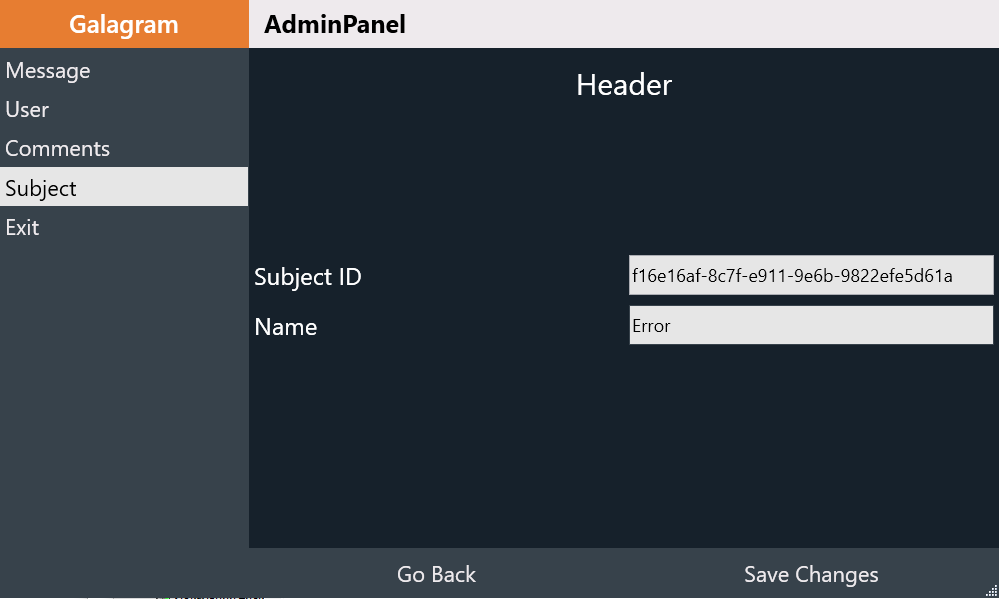 Galagram
AdminPanel
Message
User
Comments
Subject
Exit
Header
Subject ID
f16e16af-8c7f-e911-9e6b-9822efe5d61a
Name
Error
Go Back
Save Changes